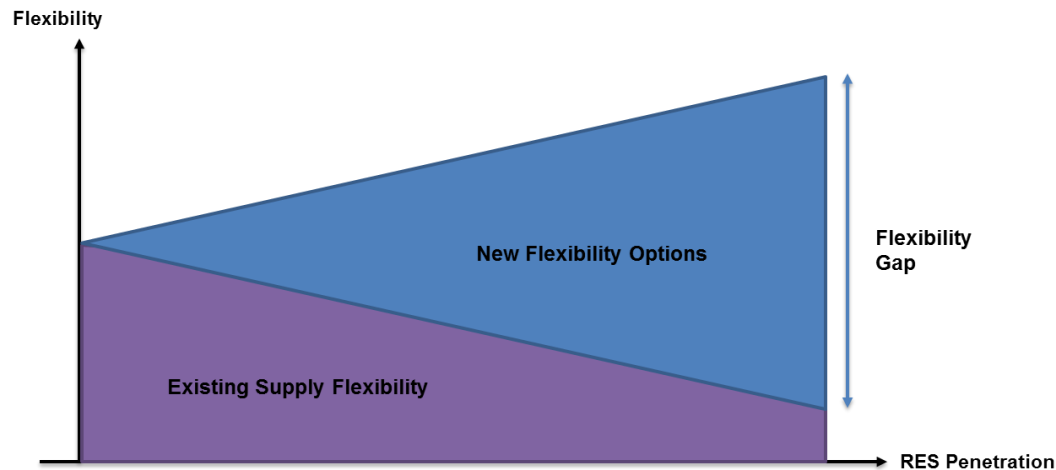 Flexibility
New Flexibility Options
Flexibility
Gap
Existing Supply Flexibility
RES Penetration